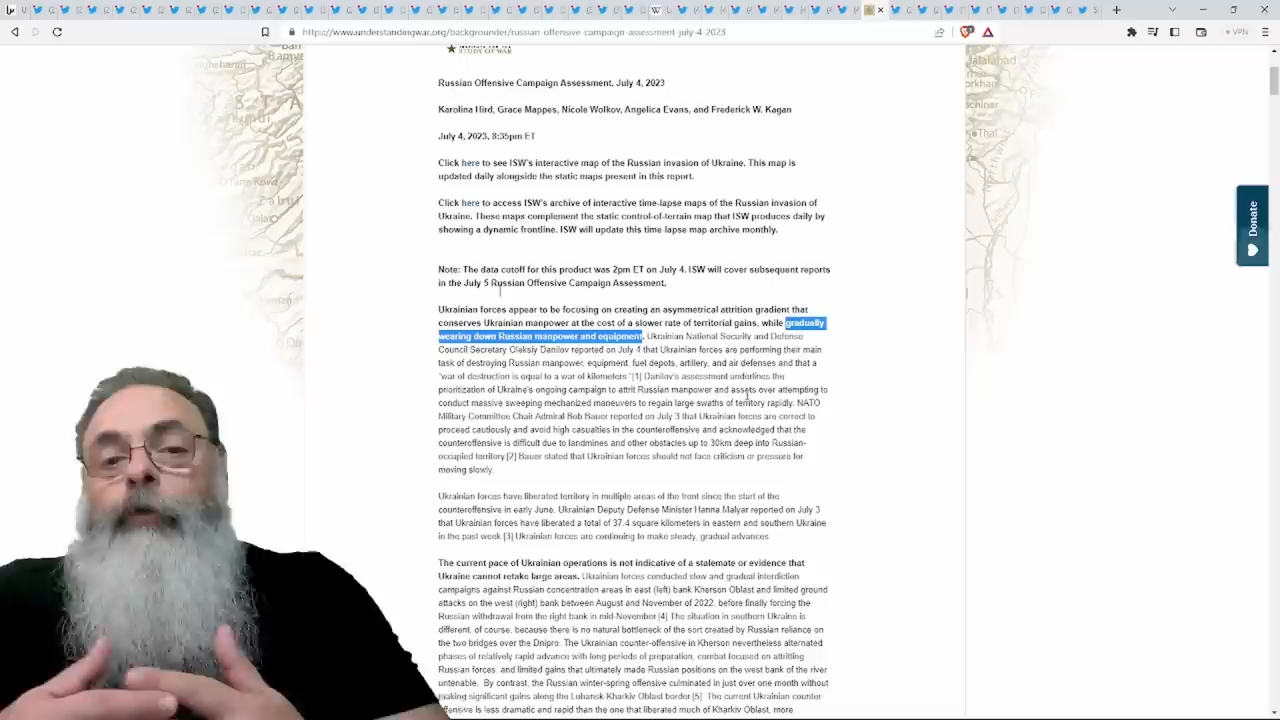 https://www.understandingwar.org/backgrounder/russian-offensive-campaign-assessment-july-4-2023
VPN
STUDY OF WAR
Russian Offensive Campaign Assessment, July 4, 2023
Karolina Hird, Grace Mappes, Nicole Wolkov, Angelica Evans, and Frederick W. Kagan
July 4, 2023, 8:35pm ET
Click here to see ISW's interactive map of the Russian invasion of Ukraine. This map is
updated daily alongside the static maps present in this report.
Click here to access ISW's archive of interactive time-lapse maps of the Russian invasion of
Ukraine. These maps complement the static control-of-terrain map that ISW produces daily by
showing a dynamic frontline. ISW will update this time-lapse map archive monthly.
Note: The data cutoff for this product was 2pm ET on July 4. ISW will cover subsequent reports
in the July 5 Russian Offensive Campaign Assessment.
Ukrainian forces appear to be focusing on creating an asymmetrical attrition gradient that
conserves Ukrainian manpower at the cost of a slower rate of territorial gains, while gradually
wearing down Russian manpower and equipment. Ukrainian National Security and Defense
Council Secretary Oleksiy Danilov reported on July 4 that Ukrainian forces are performing their main
task of destroying Russian manpower, equipment, fuel depots, artillery, and air defenses and that a
"war of destruction is equal to a war of kilometers."[1] Danilov's assessment underlines the
prioritization of Ukraine's ongoing campaign to attrit Russian manpower and assets over attempting to
conduct massive sweeping mechanized maneuvers to regain large swaths of territory rapidly. NATO
Military Committee Chair Admiral Bob Bauer reported on July 3 that Ukrainian forces are correct to
proceed cautiously and avoid high casualties in the counteroffensive and acknowledged that the
counteroffensive is difficult due to landmines and other obstacles up to 30km deep into Russian-
occupied territory.[2] Bauer stated that Ukrainian forces should not face criticism or pressure for
moving slowly.
Ukrainian forces have liberated territory in multiple areas of the front since the start of the
counteroffensive in early June. Ukrainian Deputy Defense Minister Hanna Malyar reported on July 3
that Ukrainian forces have liberated a total of 37.4 square kilometers in eastern and southern Ukraine
in the past week.[3] Ukrainian forces are continuing to make steady, gradual advances.
The current pace of Ukrainian operations is not indicative of a stalemate or evidence that
Ukraine cannot retake large areas. Ukrainian forces conducted slow and gradual interdiction
campaigns against Russian concentration areas in east (left) bank Kherson Oblast and limited ground
attacks on the west (right) bank between August and November of 2022, before finally forcing the
Russian withdrawal from the right bank in mid-November.[4] The situation in southern Ukraine is
different, of course, because there is no natural bottleneck of the sort created by Russian reliance on
the two bridges over the Dnipro. The Ukrainian counter-offensive in Kherson nevertheless alternated
phases of relatively rapid advance with long periods of preparation, combat focused on attritting
Russian forces, and limited gains that ultimately made Russian positions on the west bank of the river
untenable. By contrast, the Russian winter-spring offensive culminated in just over one month without
making significant gains along the Luhansk-Kharkiv Oblast border.[5] The current Ukrainian counter-
offensive is less dramatic and rapid than the one that liberated much of Kharkiv Oblast, more
Donate
Jalalabad
Thal